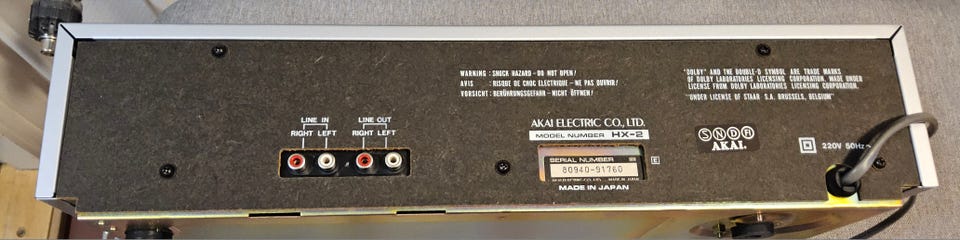 WARNING : SHOCK HAZARD - DO NOT OPEN!
AVIS : RISQUE DE CHOC ELECTRIQUE - NE PAS OUVRIR!
VORSICHT : BERÜHRUNGSGEFAHR - NICHT ÖFFNEN!
"DOLBY" AND THE DOUBLE-D SYMBOL ARE TRADE MARKS
OF DOLBY LABORATORIES LICENSING CORPORATION. MADE UNDER
LICENSE FROM DOLBY LABORATORIES LICENSING CORPORATION.
"UNDER LICENSE OF STAAR S.A. BRUSSELS, BELGIUM"
LINE IN LINE OUT
RIGHT LEFT RIGHT LEFT
AKAI ELECTRIC CO., LTD.
MODEL NUMBER HX-2
SERIAL NUMBER
80940-91760
MADE IN JAPAN
E
SNDR
AKAI.
220V 50Hz